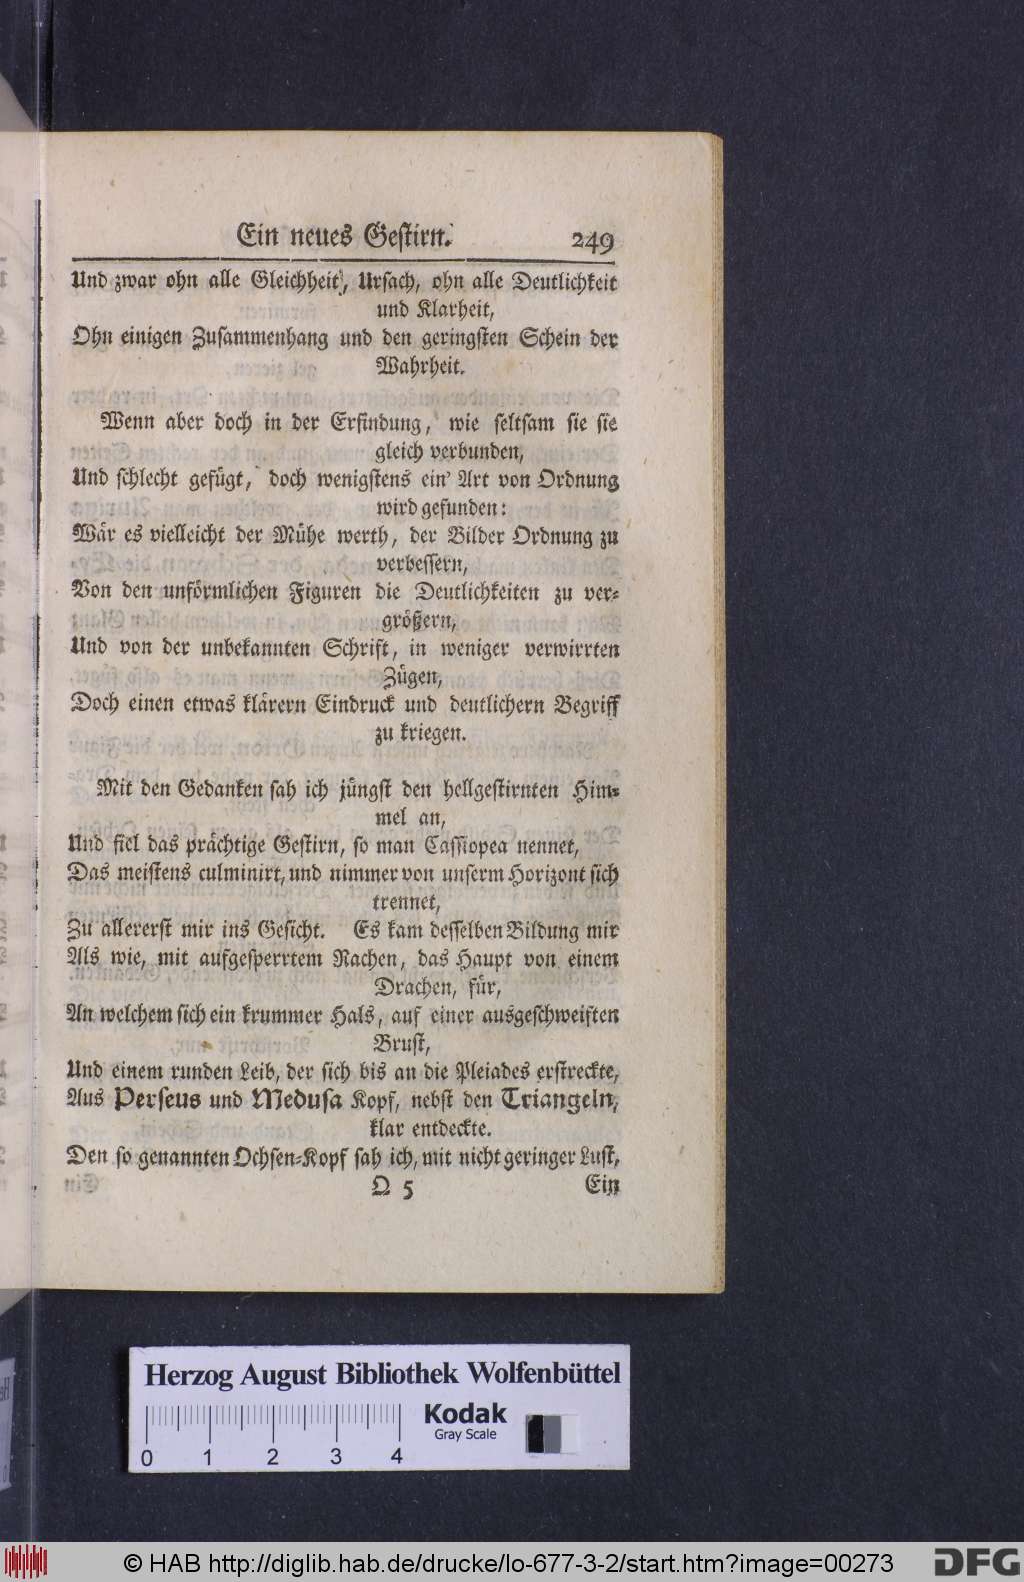 Ein neues Gestirn. 249
Und zwar ohn alle Gleichheit, Ursach, ohn alle Deutlichkeit
und Klarheit,
Ohn einigen Zusammenhang und den geringsten Schein der
Wahrheit.
Wenn aber doch in der Erfindung, wie seltsam sie sie
gleich verbunden,
Und schlecht gefügt, doch wenigstens ein' Art von Ordnung
wird gefunden:
Wär es vielleicht der Mühe werth, der Bilder Ordnung zu
verbessern,
Von den unförmlichen Figuren die Deutlichkeiten zu ver-
größern,
Und von der unbekannten Schrift, in weniger verwirrten
Zügen,
Doch einen etwas klärern Eindruck und deutlichern Begriff
zu kriegen.
Mit den Gedanken sah ich jüngst den hellgestirnten Him-
mel an,
Und fiel das prächtige Gestirn, so man Cassiopea nennet,
Das meistens culminirt, und nimmer von unserm Horizont sich
trennet,
Zu allererst mir ins Gesicht. Es kam desselben Bildung mir
Als wie, mit aufgesperrtem Rachen, das Haupt von einem
Drachen, für,
An welchem sich ein krummer Hals, auf einer ausgeschweiften
Brust,
Und einem runden Leib, der sich bis an die Pleiades erstreckte,
Aus Perseus und Medusa Kopf, nebst den Triangeln,
klar entdeckte.
Den so genannten Ochsen-Kopf sah ich, mit nicht geringer Lust,
Q 5 Ein
Herzog August Bibliothek Wolfenbüttel
Kodak
Gray Scale
0 1 2 3 4
© HAB http://diglib.hab.de/drucke/lo-677-3-2/start.htm?image=00273
DFG